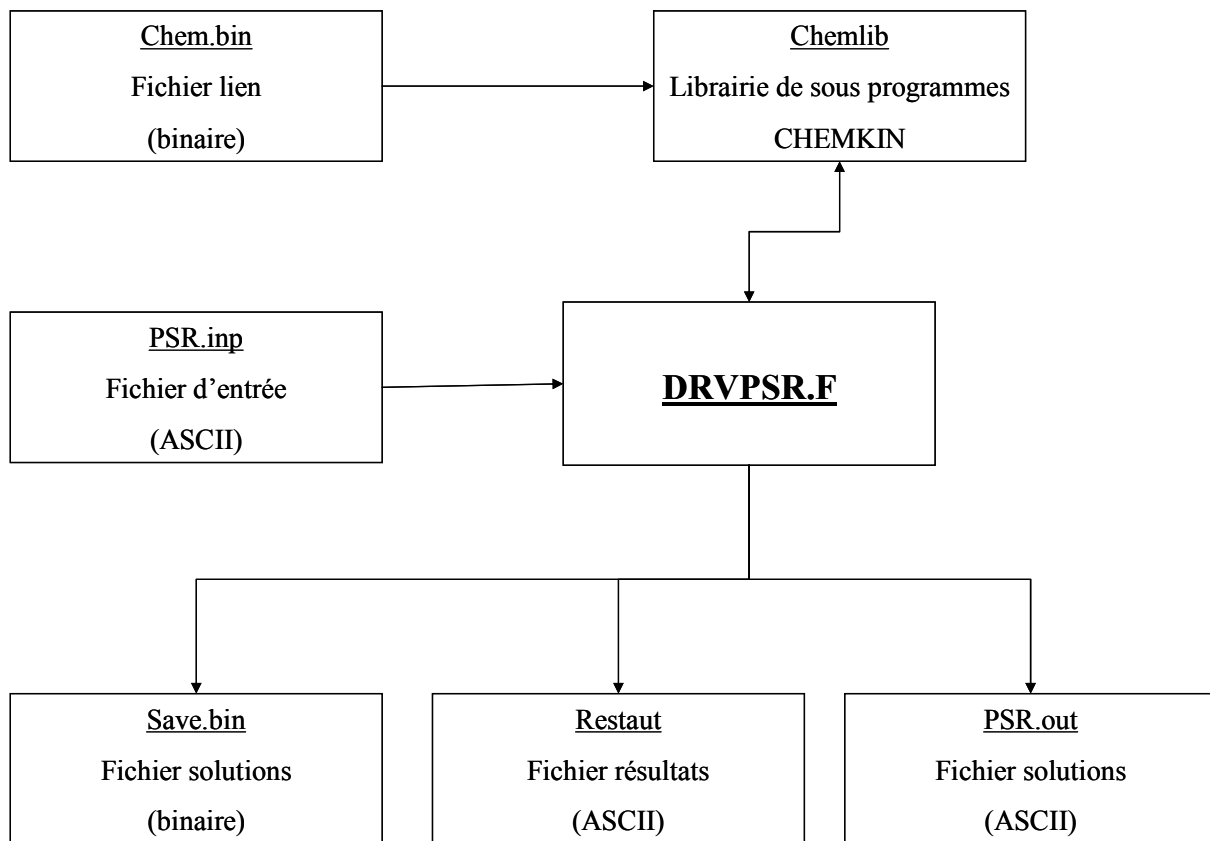 Chem.bin
Fichier lien
(binaire)
Chemlib
Librairie de sous programmes
CHEMKIN
PSR.inp
Fichier d’entrée
(ASCII)
DRVPSR.F
Save.bin
Fichier solutions
(binaire)
Restaut
Fichier résultats
(ASCII)
PSR.out
Fichier solutions
(ASCII)